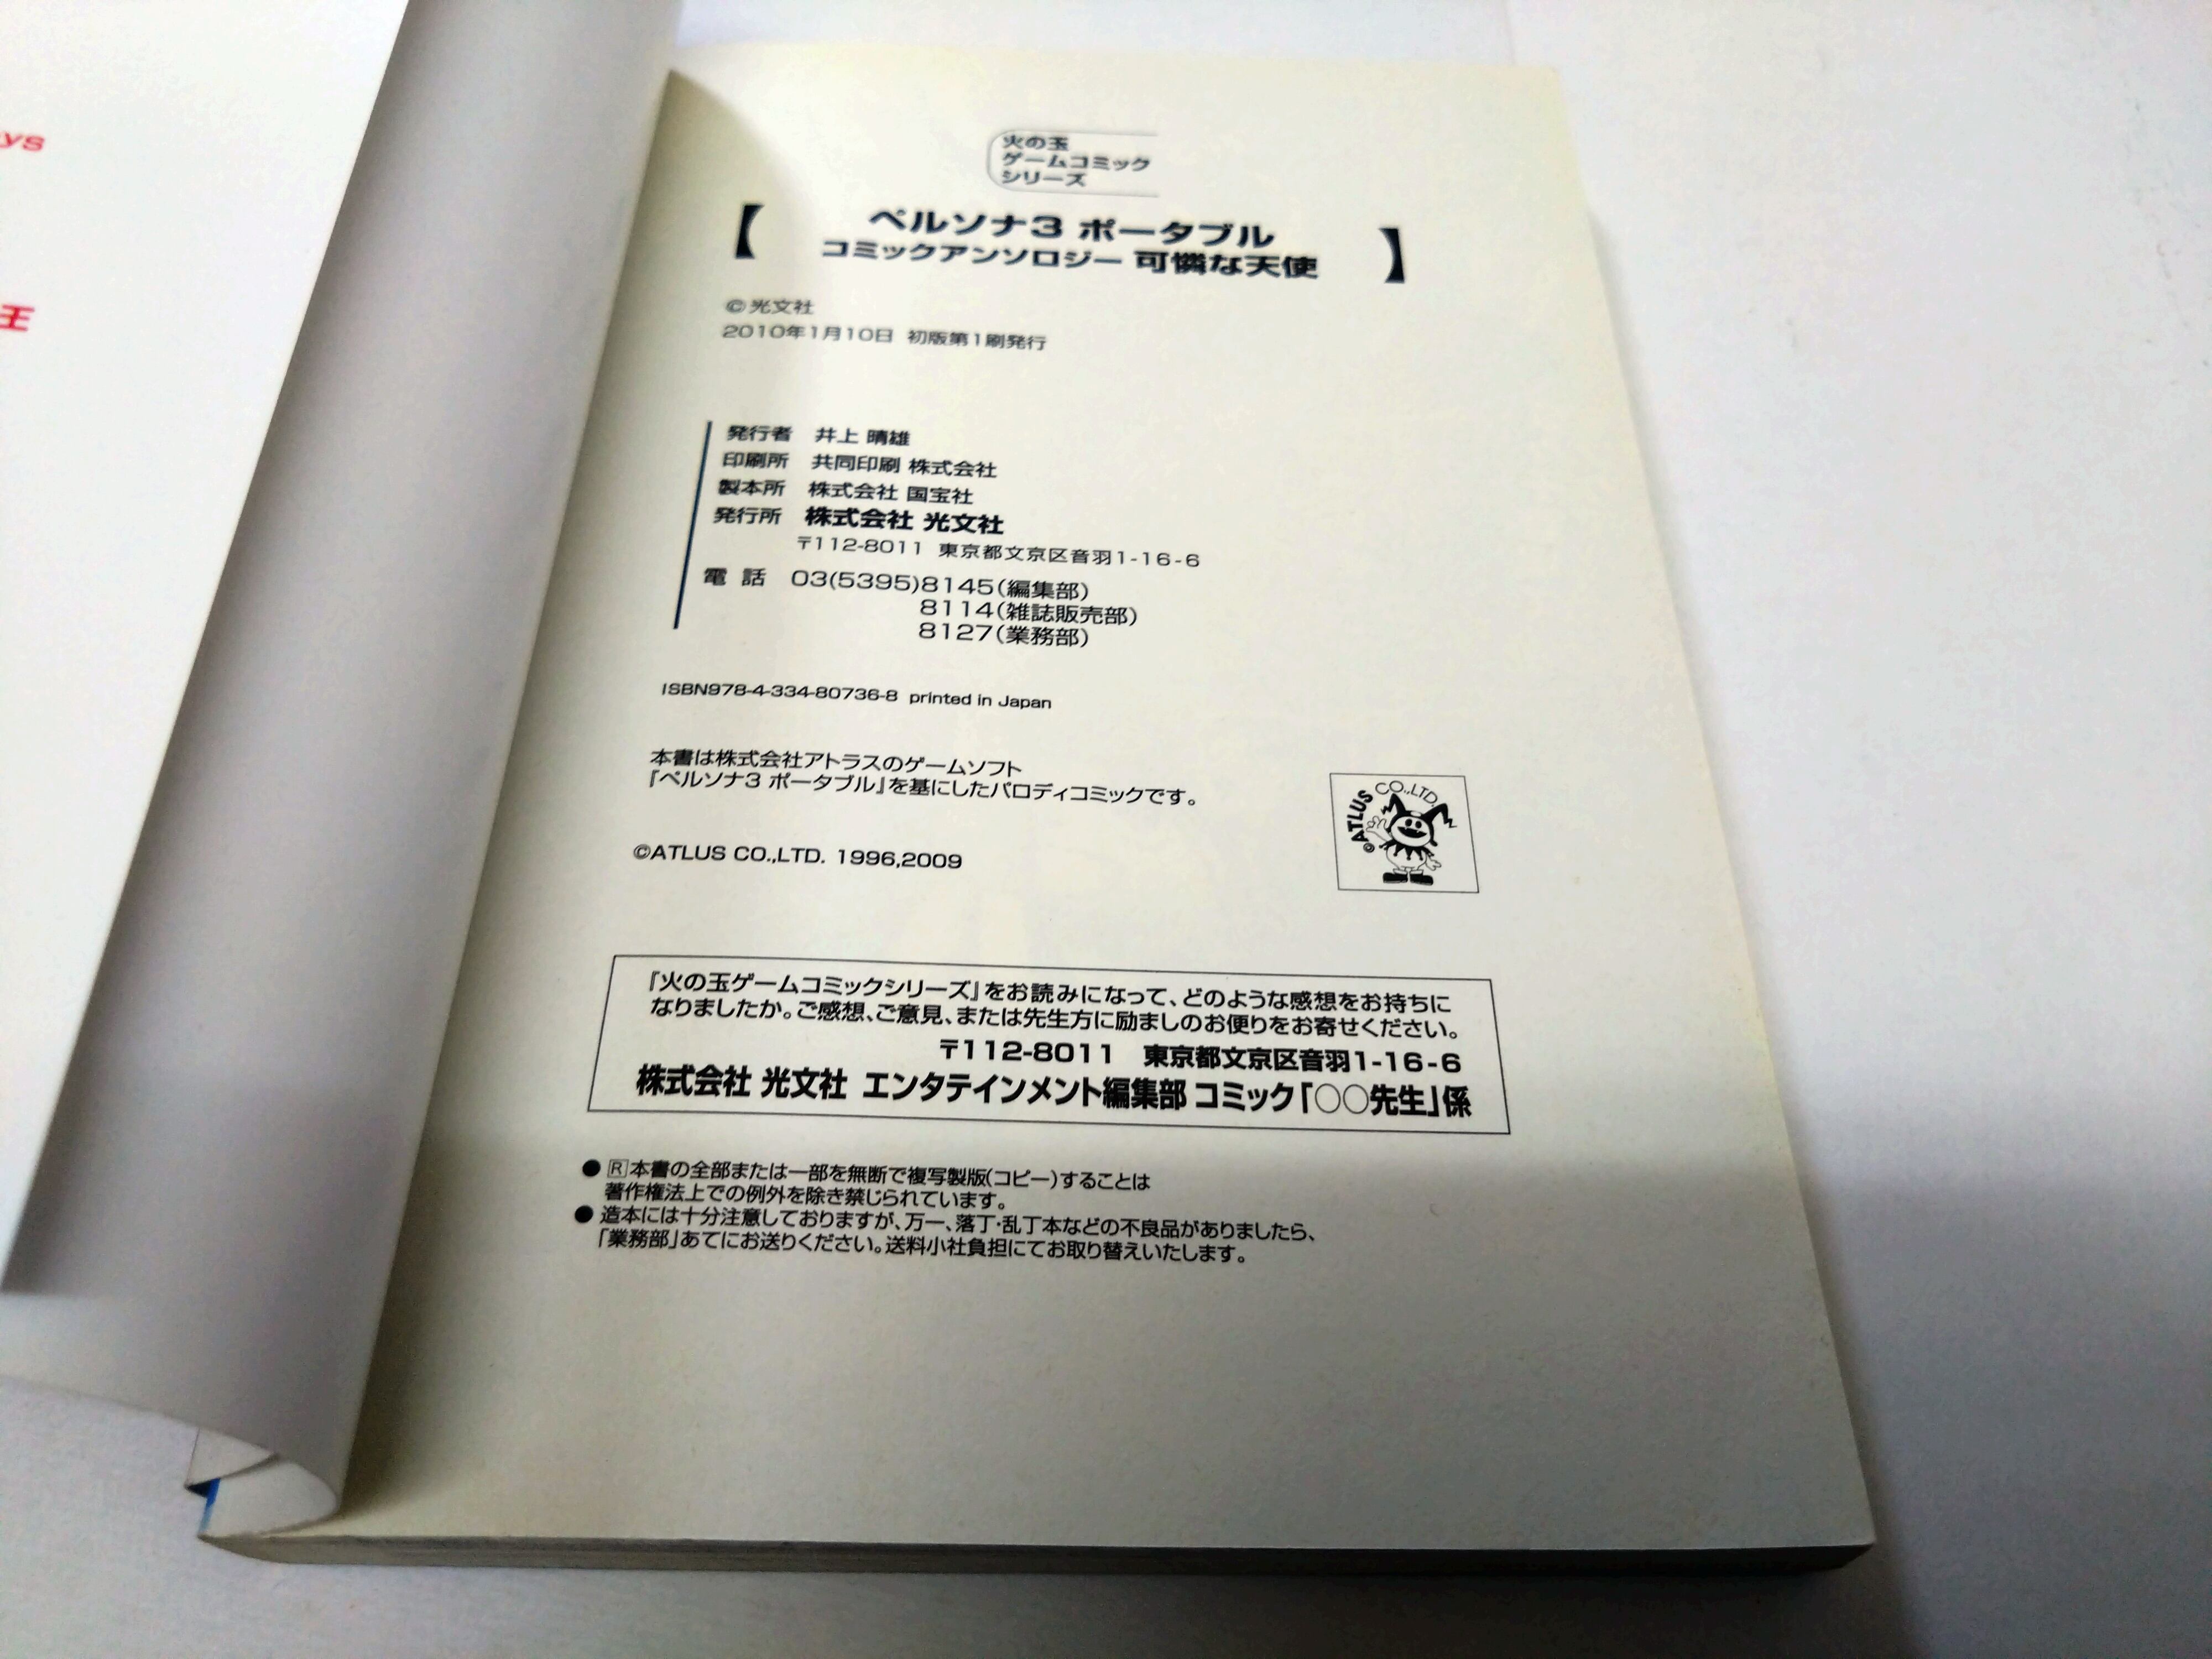 ys
王
火の玉
ゲームコミック
シリーズ
【ペルソナ3 ポータブル
コミックアンソロジー 可憐な天使】
©光文社
2010年1月10日 初版第1刷発行
発行者 井上 晴雄
印刷所 共同印刷 株式会社
製本所 株式会社 国宝社
発行所 株式会社 光文社
〒112-8011 東京都文京区音羽1-16-6
電 話 03(5395)8145(編集部)
8114(雑誌販売部)
8127(業務部)
ISBN978-4-334-80736-8 printed in Japan
本書は株式会社アトラスのゲームソフト
『ペルソナ3 ポータブル』を基にしたパロディコミックです。
©ATLUS CO.,LTD. 1996,2009
©ATLUS CO.,LTD.
『火の玉ゲームコミックシリーズ』をお読みになって、どのような感想をお持ちに
なりましたか。ご感想、ご意見、または先生方に励ましのお便りをお寄せください。
〒112-8011 東京都文京区音羽1-16-6
株式会社 光文社 エンタテインメント編集部 コミック「○○先生」係
●R本書の全部または一部を無断で複写製版(コピー)することは
著作権法上での例外を除き禁じられています。
●造本には十分注意しておりますが、万一、落丁・乱丁本などの不良品がありましたら、
「業務部」あてにお送りください。送料小社負担にてお取り替えいたします。